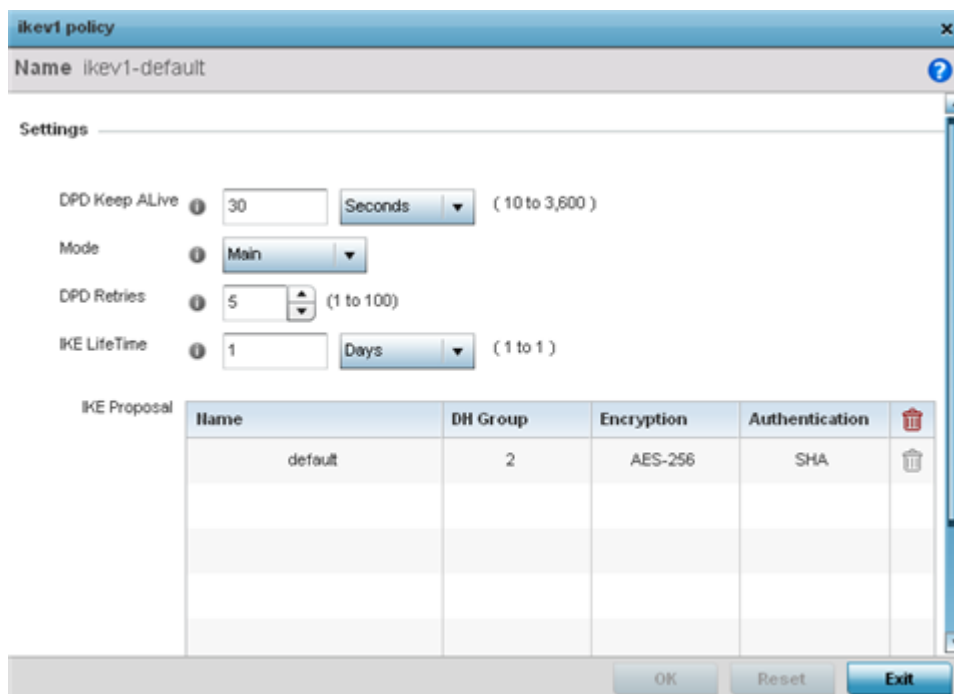 ikev1 policy
Name ikev1-default
Settings
DPD Keep ALive 30 Seconds ( 10 to 3,600 )
Mode Main
DPD Retries 5 (1 to 100)
IKE LifeTime 1 Days ( 1 to 1 )
IKE Proposal
Name DH Group Encryption Authentication
default 2 AES-256 SHA
OK Reset Exit